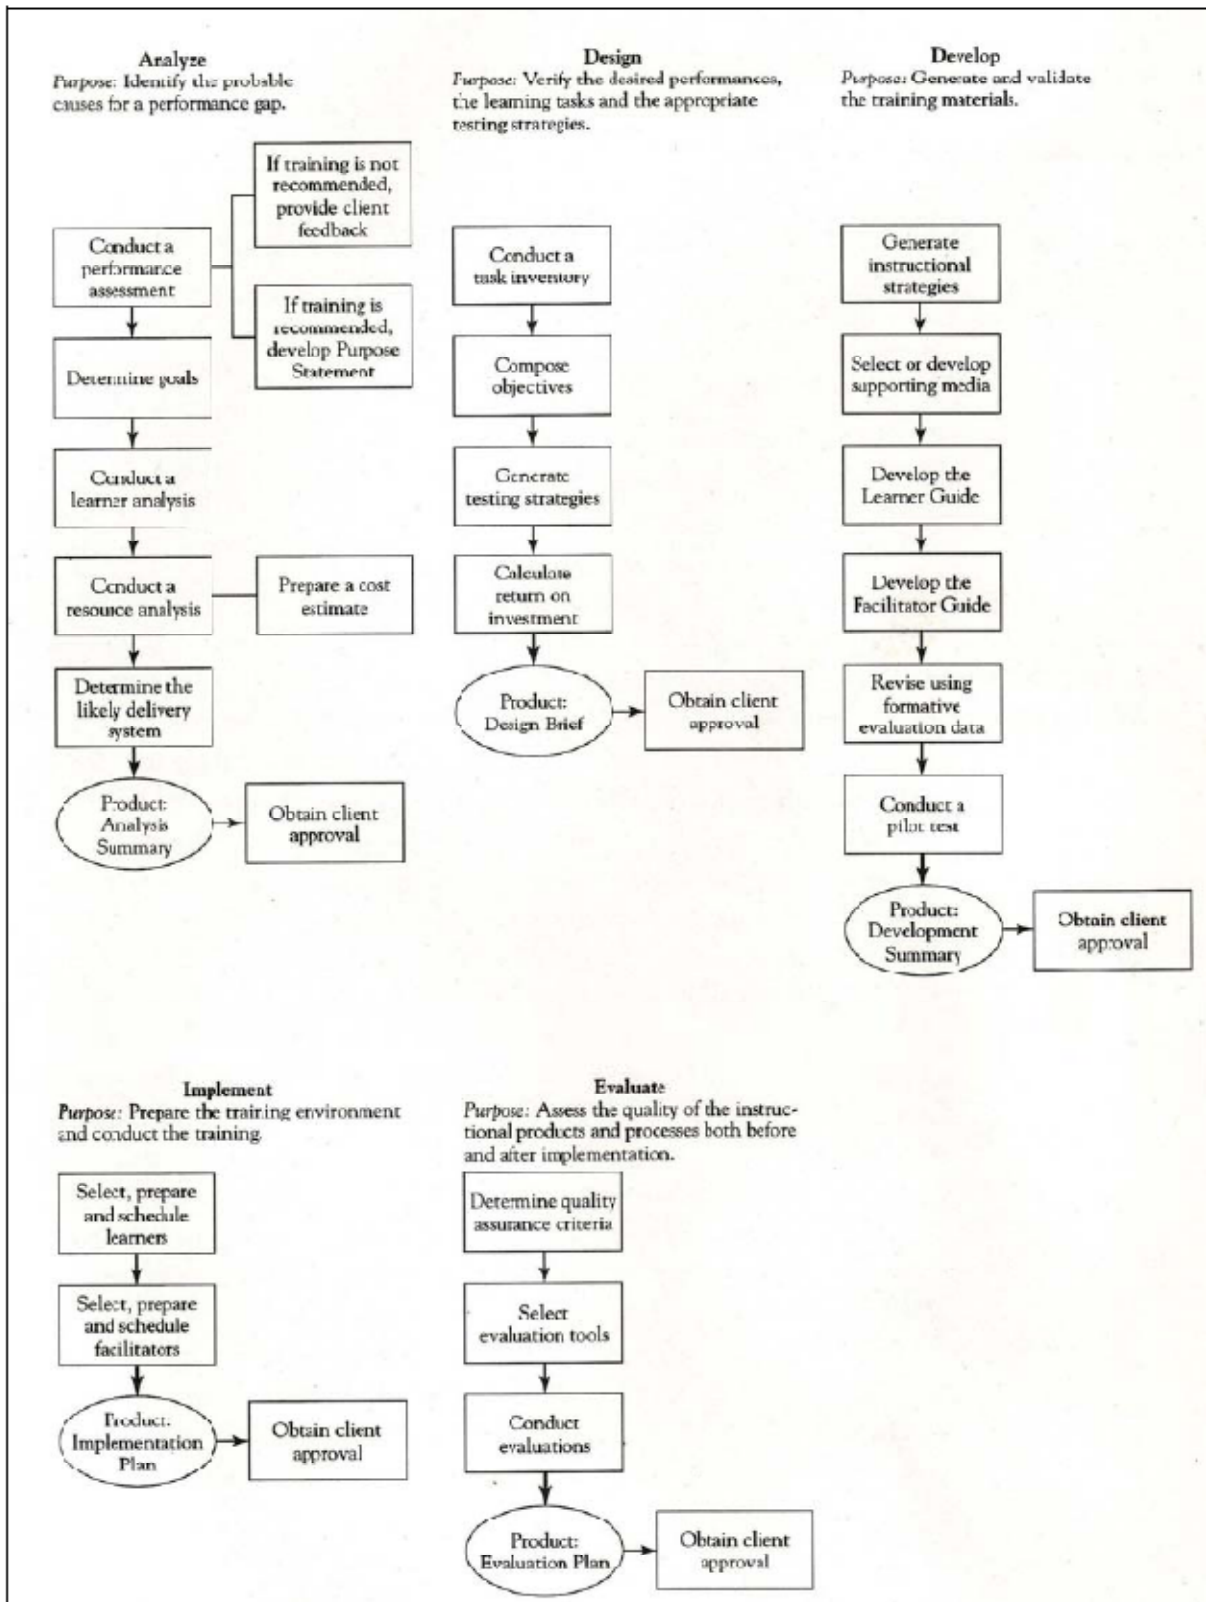 Analyze
Purpose: Identify the probable
causes for a performance gap.
If training is not
recommended,
provide client
feedback
Conduct a
performance
assessment
If training is
recommended,
develop Purpose
Statement
Determine goals
Conduct a
learner analysis
Conduct a
resource analysis
Prepare a cost
estimate
Determine the
likely delivery
system
Product:
Analysis
Summary
Obtain client
approval
Design
Purpose: Verify the desired performances,
the learning tasks and the appropriate
testing strategies.
Conduct a
task inventory
Compose
objectives
Generate
testing strategies
Calculate
return on
investment
Product:
Design Brief
Obtain client
approval
Develop
Purpose: Generate and validate
the training materials.
Generate
instructional
strategies
Select or develop
supporting media
Develop the
Learner Guide
Develop the
Facilitator Guide
Revise using
formative
evaluation data
Conduct a
pilot test
Product:
Development
Summary
Obtain client
approval
Implement
Purpose: Prepare the training environment
and conduct the training.
Select, prepare
and schedule
learners
Select, prepare
and schedule
facilitators
Product:
Implementation
Plan
Obtain client
approval
Evaluate
Purpose: Assess the quality of the instruc-
tional products and processes both before
and after implementation.
Determine quality
assurance criteria
Select
evaluation tools
Conduct
evaluations
Product:
Evaluation Plan
Obtain client
approval